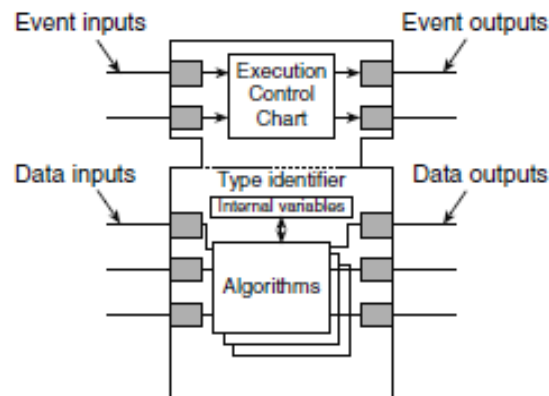 Event inputs
Event outputs
Execution
Control
Chart
Data inputs
Data outputs
Type identifier
Internal variables
Algorithms